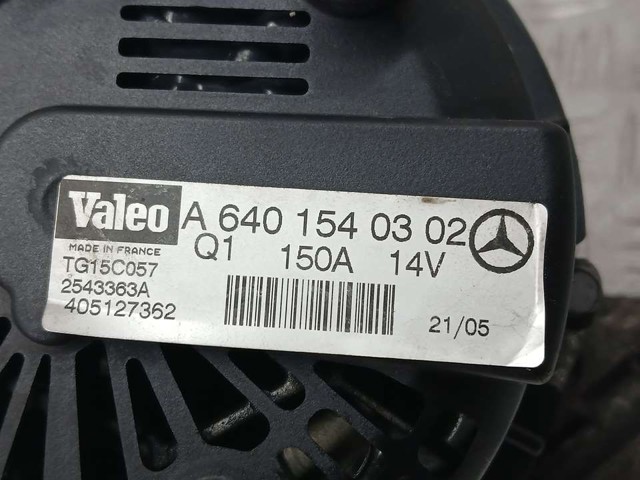 Valeo A 640 154 03 02
MADE IN FRANCE Q1 150A 14V
TG15C057
2543363A
405127362
21/05